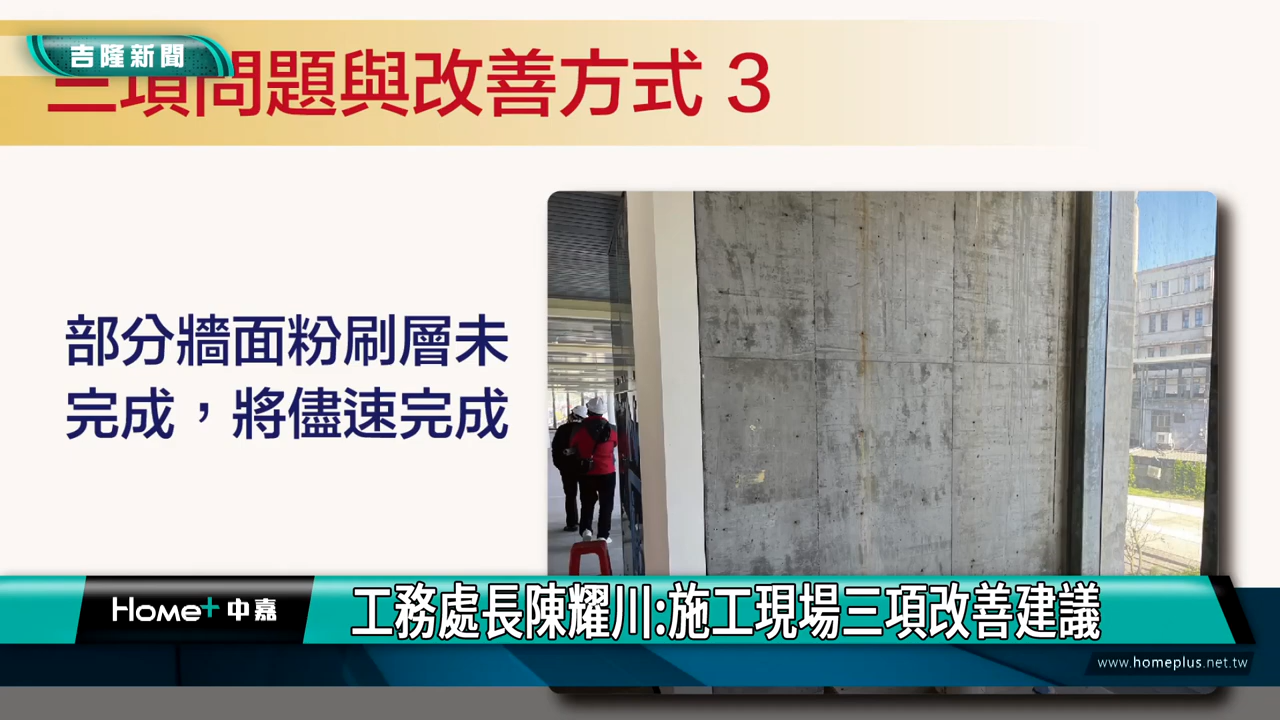 吉隆新聞
三項問題與改善方式 3
部分牆面粉刷層未
完成，將儘速完成
Home+ 中嘉
工務處長陳耀川:施工現場三項改善建議
www.homeplus.net.tw